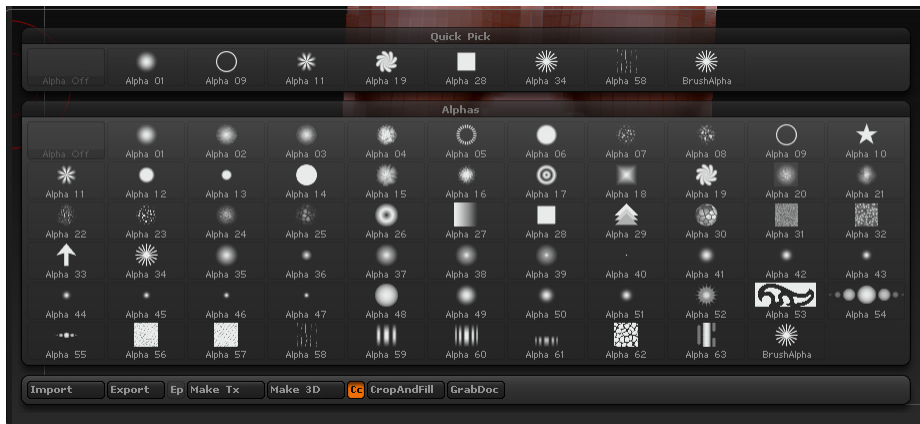 Quick Pick
Alpha Off Alpha 01 Alpha 09 Alpha 11 Alpha 19 Alpha 28 Alpha 34 Alpha 58 BrushAlpha
Alphas
Alpha Off Alpha 01 Alpha 02 Alpha 03 Alpha 04 Alpha 05 Alpha 06 Alpha 07 Alpha 08 Alpha 09 Alpha 10
Alpha 11 Alpha 12 Alpha 13 Alpha 14 Alpha 15 Alpha 16 Alpha 17 Alpha 18 Alpha 19 Alpha 20 Alpha 21
Alpha 22 Alpha 23 Alpha 24 Alpha 25 Alpha 26 Alpha 27 Alpha 28 Alpha 29 Alpha 30 Alpha 31 Alpha 32
Alpha 33 Alpha 34 Alpha 35 Alpha 36 Alpha 37 Alpha 38 Alpha 39 Alpha 40 Alpha 41 Alpha 42 Alpha 43
Alpha 44 Alpha 45 Alpha 46 Alpha 47 Alpha 48 Alpha 49 Alpha 50 Alpha 51 Alpha 52 Alpha 53 Alpha 54
Alpha 55 Alpha 56 Alpha 57 Alpha 58 Alpha 59 Alpha 60 Alpha 61 Alpha 62 Alpha 63 BrushAlpha
Import Export Ep Make Tx Make 3D Cc CropAndFill GrabDoc